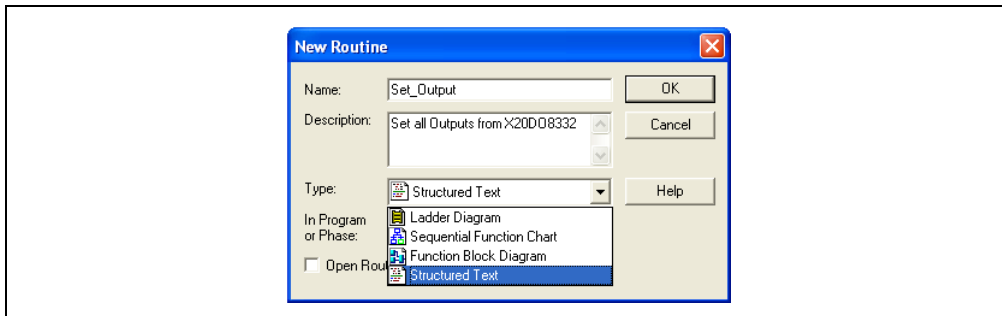 New Routine
Name:
Set_Output
OK
Description:
Set all Outputs from X20DO8332
Cancel
Type:
Structured Text
Help
In Program
or Phase:
Ladder Diagram
Sequential Function Chart
Function Block Diagram
Structured Text
Open Rou